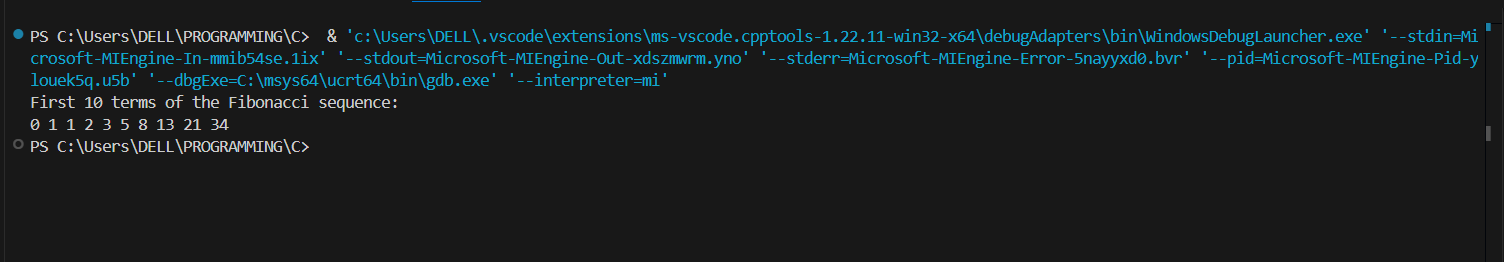 PS C:\Users\DELL\PROGRAMMING\C>  & 'c:\Users\DELL\.vscode\extensions\ms-vscode.cpptools-1.22.11-win32-x64\debugAdapters\bin\WindowsDebugLauncher.exe' '--stdin=Mi
crosoft-MIEngine-In-mmib54se.1ix' '--stdout=Microsoft-MIEngine-Out-xdszmwrm.yno' '--stderr=Microsoft-MIEngine-Error-5nayyxd0.bvr' '--pid=Microsoft-MIEngine-Pid-y
louek5q.u5b' '--dbgExe=C:\msys64\ucrt64\bin\gdb.exe' '--interpreter=mi'
First 10 terms of the Fibonacci sequence:
0 1 1 2 3 5 8 13 21 34
PS C:\Users\DELL\PROGRAMMING\C>